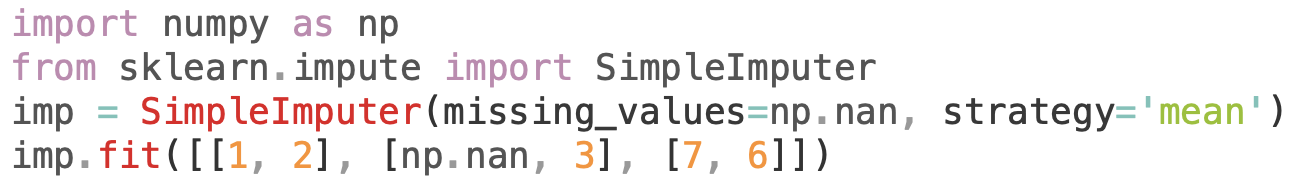 import numpy as np
from sklearn.impute import SimpleImputer
imp = SimpleImputer(missing_values=np.nan, strategy='mean')
imp.fit([[1, 2], [np.nan, 3], [7, 6]])